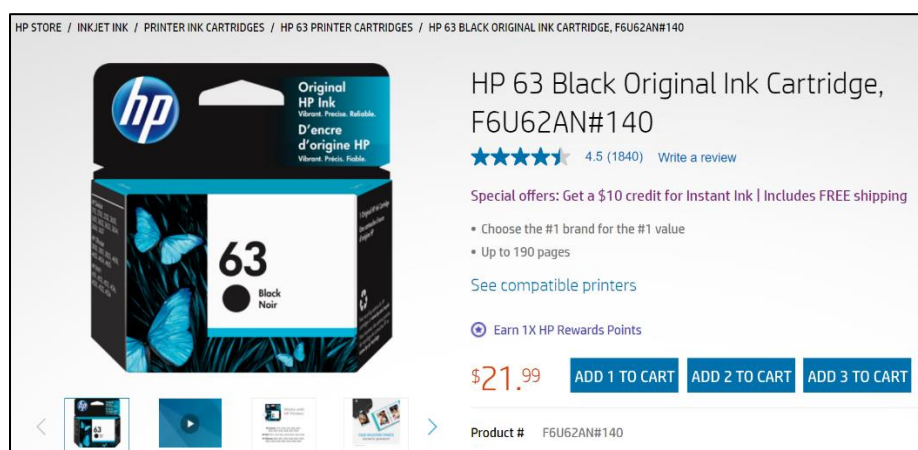 HP STORE / INKJET INK / PRINTER INK CARTRIDGES / HP 63 PRINTER CARTRIDGES / HP 63 BLACK ORIGINAL INK CARTRIDGE, F6U62AN#140
hp
Original
HP Ink
Vibrant. Precise. Reliable.
D'encre
d'origine HP
Vibrant. Précis. Fiable.
63
Black
Noir
HP 63 Black Original Ink Cartridge,
F6U62AN#140
4.5 (1840) Write a review
Special offers: Get a $10 credit for Instant Ink | Includes FREE shipping
• Choose the #1 brand for the #1 value
• Up to 190 pages
See compatible printers
Earn 1X HP Rewards Points
$21.99 ADD 1 TO CART ADD 2 TO CART ADD 3 TO CART
63
Product # F6U62AN#140